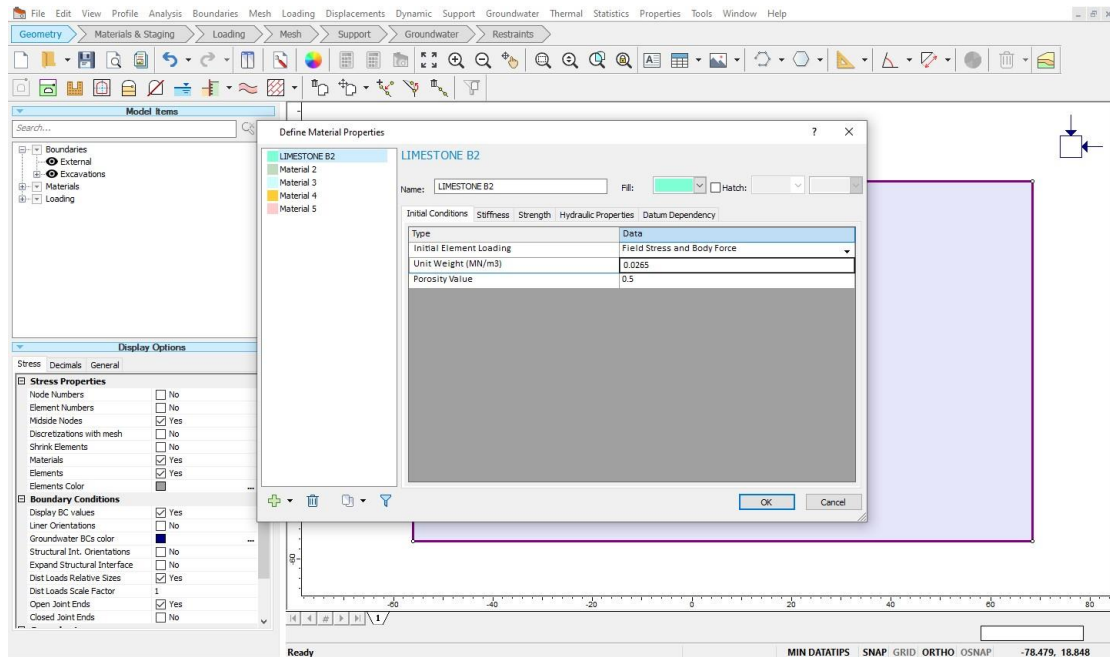 File Edit View Profile Analysis Boundaries Mesh Loading Displacements Dynamic Support Groundwater Thermal Statistics Properties Tools Window Help
Geometry Materials & Staging Loading Mesh Support Groundwater Restraints
Model Items
Search...
Boundaries
External
Excavations
Materials
Loading
Display Options
Stress Decimals General
Stress Properties
Node Numbers No
Element Numbers No
Midside Nodes Yes
Discretizations with mesh No
Shrink Elements No
Materials Yes
Elements Yes
Elements Color ...
Boundary Conditions
Display BC values Yes
Liner Orientations No
Groundwater BCs color ...
Structural Int. Orientations No
Expand Structural Interface No
Dist Loads Relative Sizes Yes
Dist Loads Scale Factor 1
Open Joint Ends Yes
Closed Joint Ends No
Define Material Properties ? ×
LIMESTONE B2
Material 2
Material 3
Material 4
Material 5
LIMESTONE B2
Name: LIMESTONE B2 Fill: Hatch:
Initial Conditions Stiffness Strength Hydraulic Properties Datum Dependency
Type Data
Initial Element Loading Field Stress and Body Force
Unit Weight (MN/m3) 0.0265
Porosity Value 0.5
OK Cancel
-60
-60 -40 -20 0 20 40 60 80
1
Ready MIN DATATIPS SNAP GRID ORTHO OSNAP -78.479, 18.848